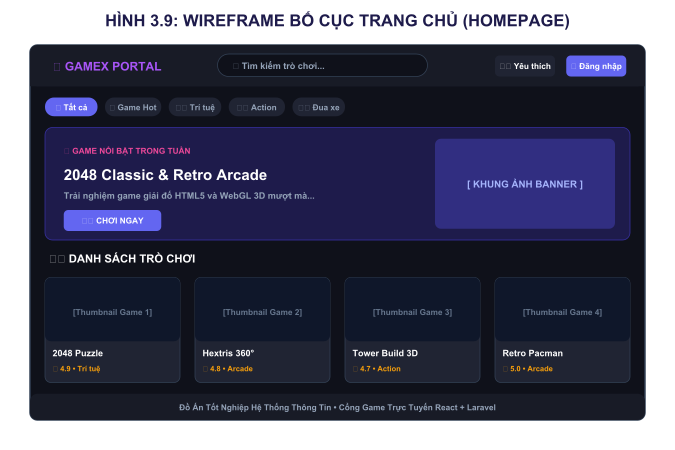 HÌNH 3.9: WIREFRAME BỐ CỤC TRANG CHỦ (HOMEPAGE)
GAMEX PORTAL
Tìm kiếm trò chơi...
Yêu thích
Đăng nhập
Tất cả
Game Hot
Trí tuệ
Action
Đua xe
GAME NỔI BẬT TRONG TUẦN
2048 Classic & Retro Arcade
Trải nghiệm game giải đố HTML5 và WebGL 3D mượt mà...
CHƠI NGAY
[ KHUNG ẢNH BANNER ]
DANH SÁCH TRÒ CHƠI
[Thumbnail Game 1]
2048 Puzzle
4.9 • Trí tuệ
[Thumbnail Game 2]
Hextris 360°
4.8 • Arcade
[Thumbnail Game 3]
Tower Build 3D
4.7 • Action
[Thumbnail Game 4]
Retro Pacman
5.0 • Arcade
Đồ Án Tốt Nghiệp Hệ Thống Thông Tin • Cổng Game Trực Tuyến React + Laravel